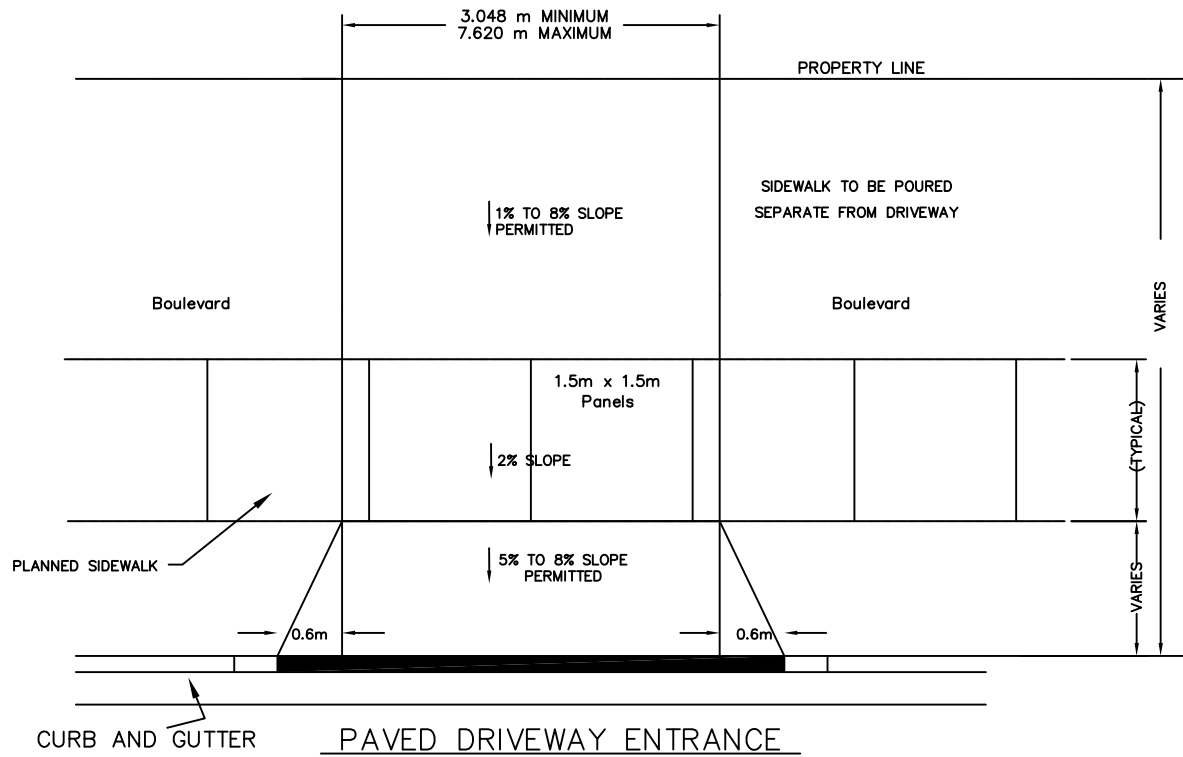 3.048 m MINIMUM
7.620 m MAXIMUM
PROPERTY LINE
SIDEWALK TO BE POURED
SEPARATE FROM DRIVEWAY
1% TO 8% SLOPE
PERMITTED
Boulevard
Boulevard
VARIES
1.5m x 1.5m
Panels
(TYPICAL)
2% SLOPE
PLANNED SIDEWALK
5% TO 8% SLOPE
PERMITTED
VARIES
0.6m
0.6m
CURB AND GUTTER
PAVED DRIVEWAY ENTRANCE